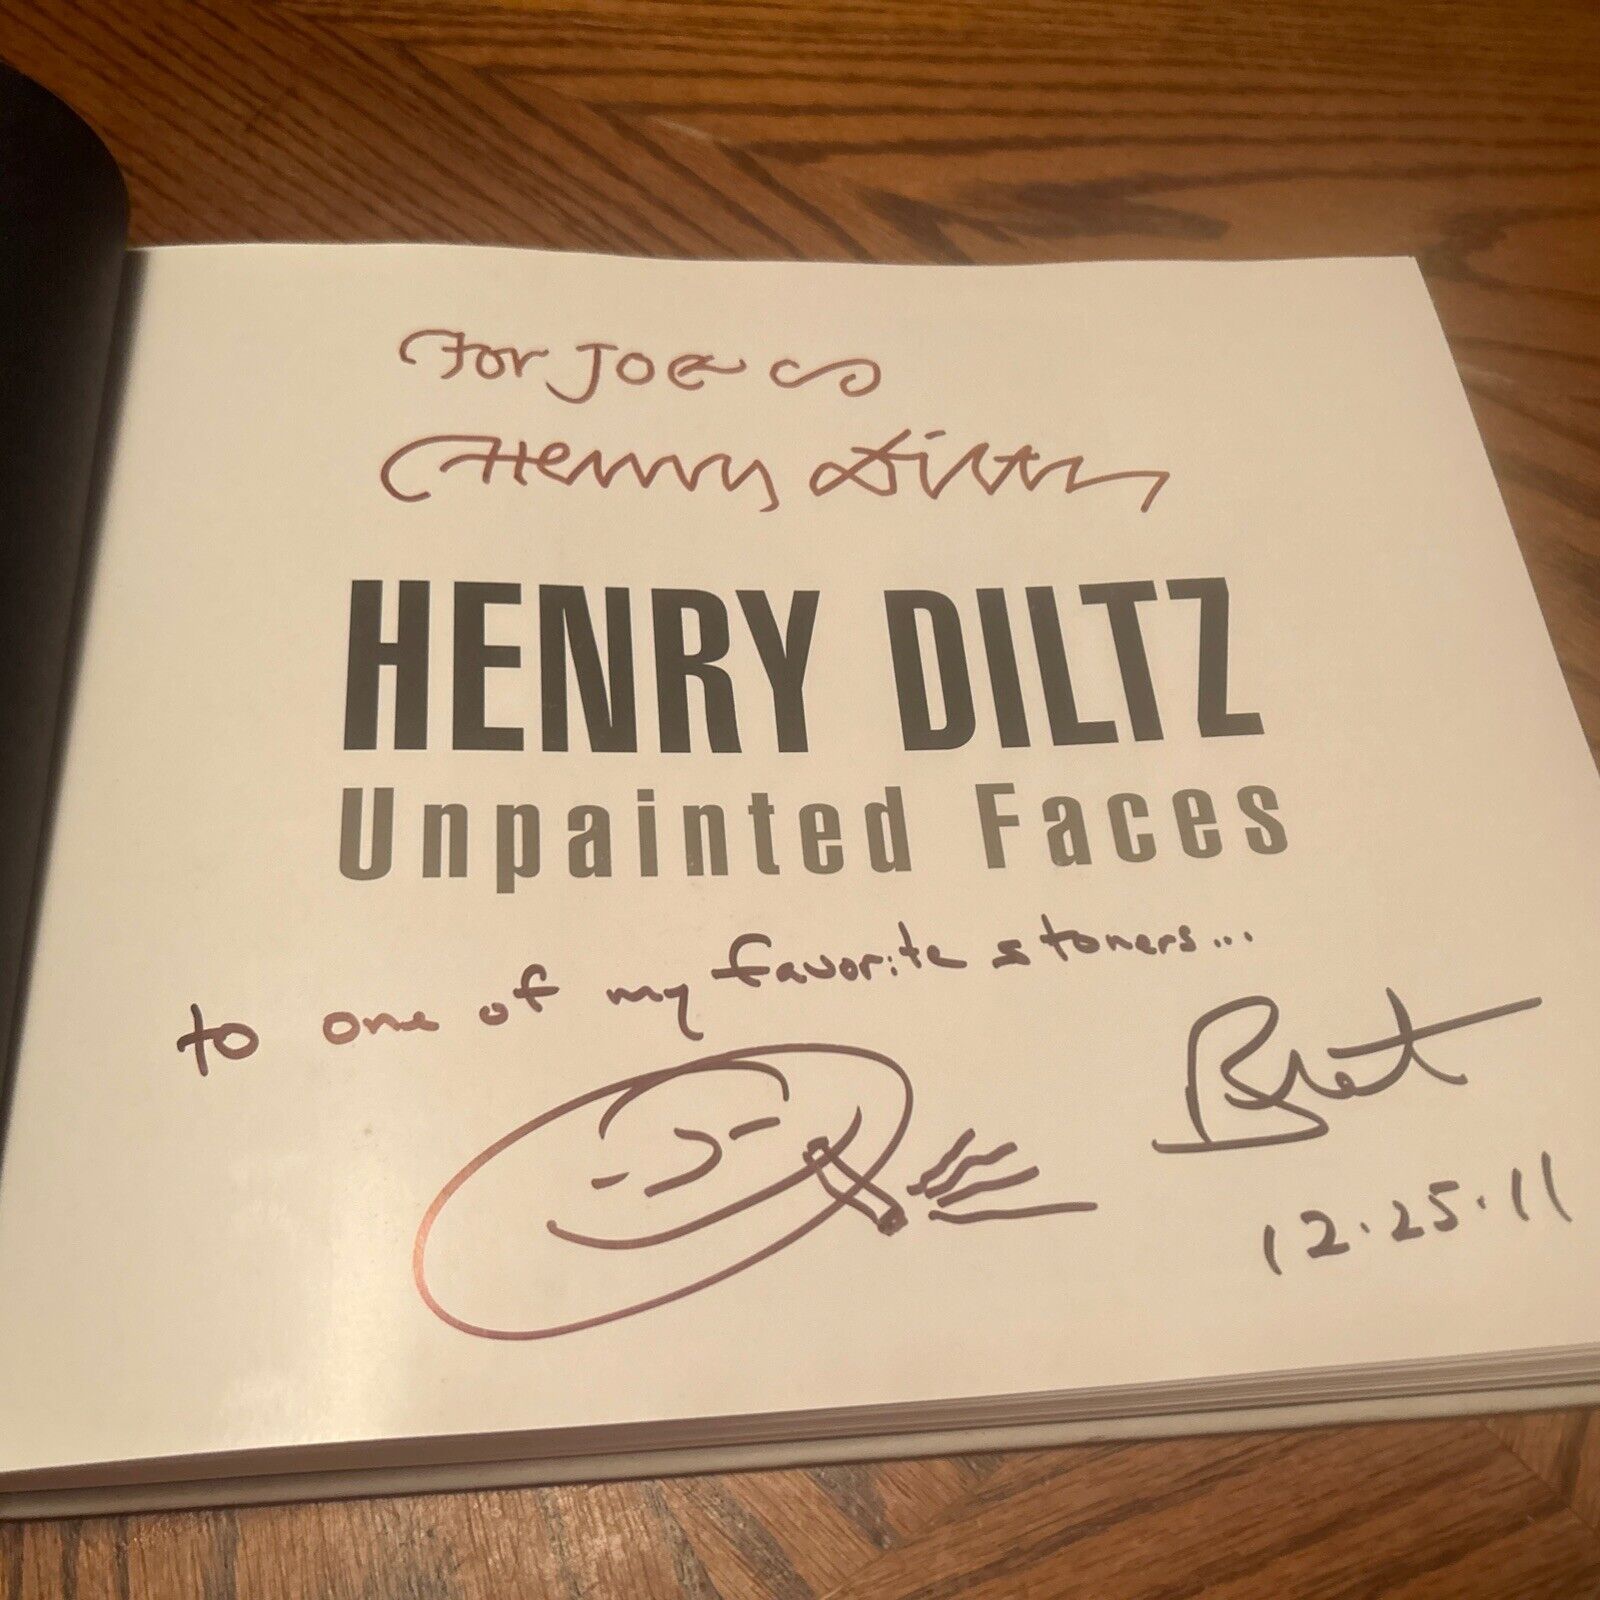 For Joe
Henry Diltz
HENRY DILTZ
Unpainted Faces
to one of my favorite stoners...
Bret
12.25.11